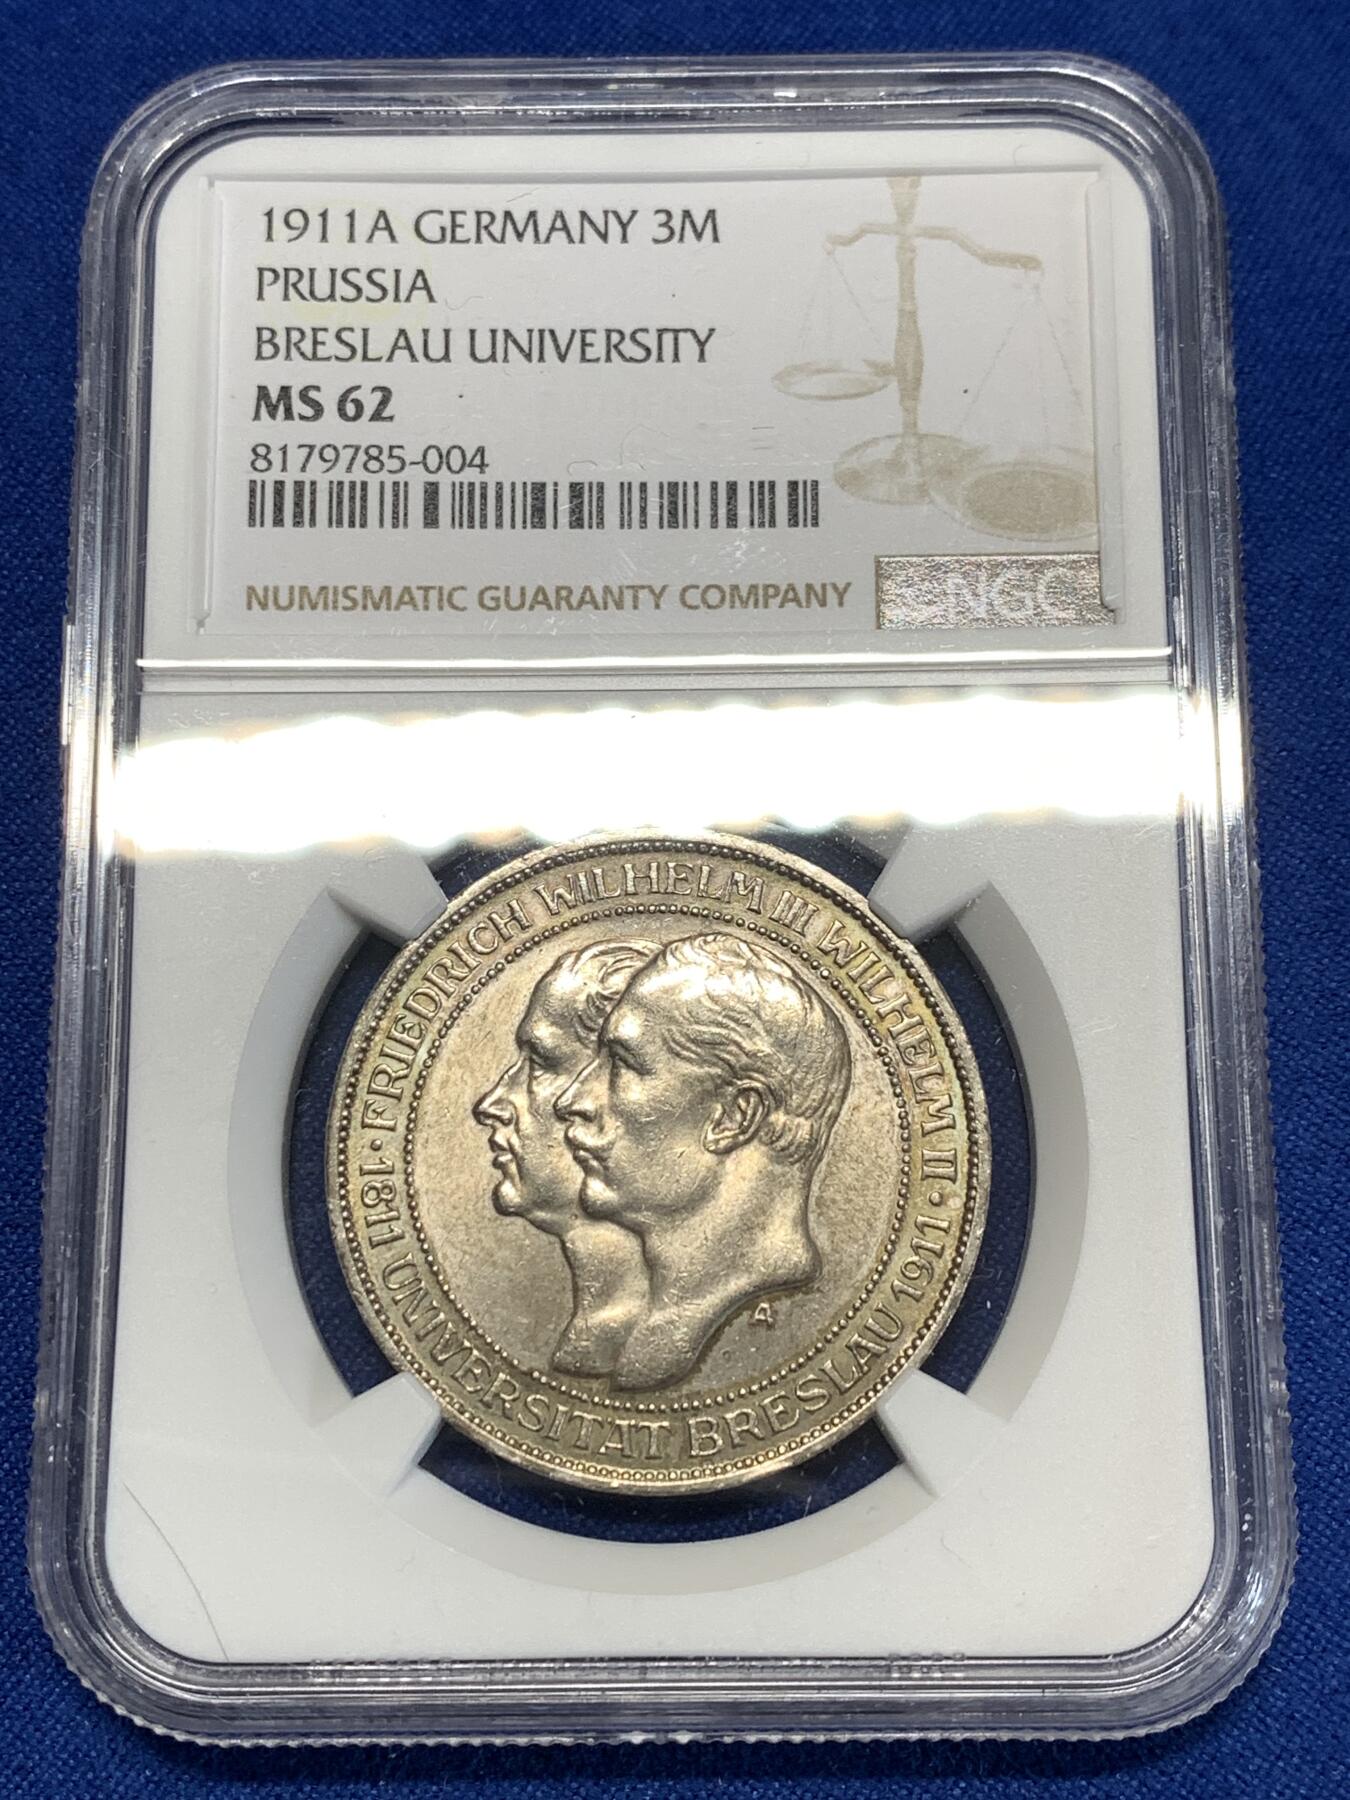 1911A GERMANY 3M
PRUSSIA
BRESLAU UNIVERSITY
MS 62
8179785-004
NUMISMATIC GUARANTY COMPANY
NGC
· FRIEDRICH WILHELM III WILHELM II ·
1811 UNIVERSITÄT BRESLAU 1911
A